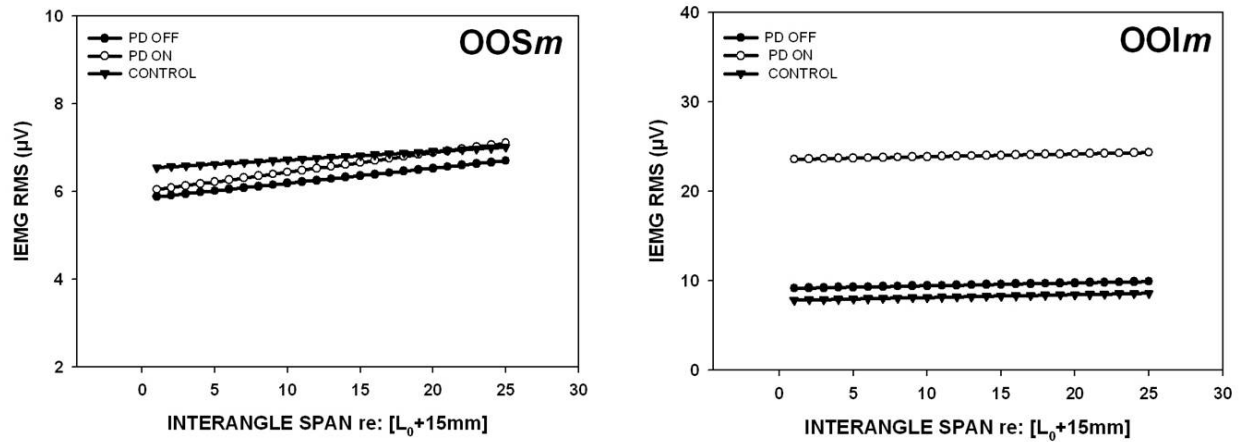 OOSm
PD OFF
PD ON
CONTROL
IEMG RMS (µV)
10
8
6
4
2
0
5
10
15
20
25
30
INTERANGLE SPAN re: [L₀+15mm]
OOIm
PD OFF
PD ON
CONTROL
IEMG RMS (µV)
40
30
20
10
0
0
5
10
15
20
25
30
INTERANGLE SPAN re: [L₀+15mm]